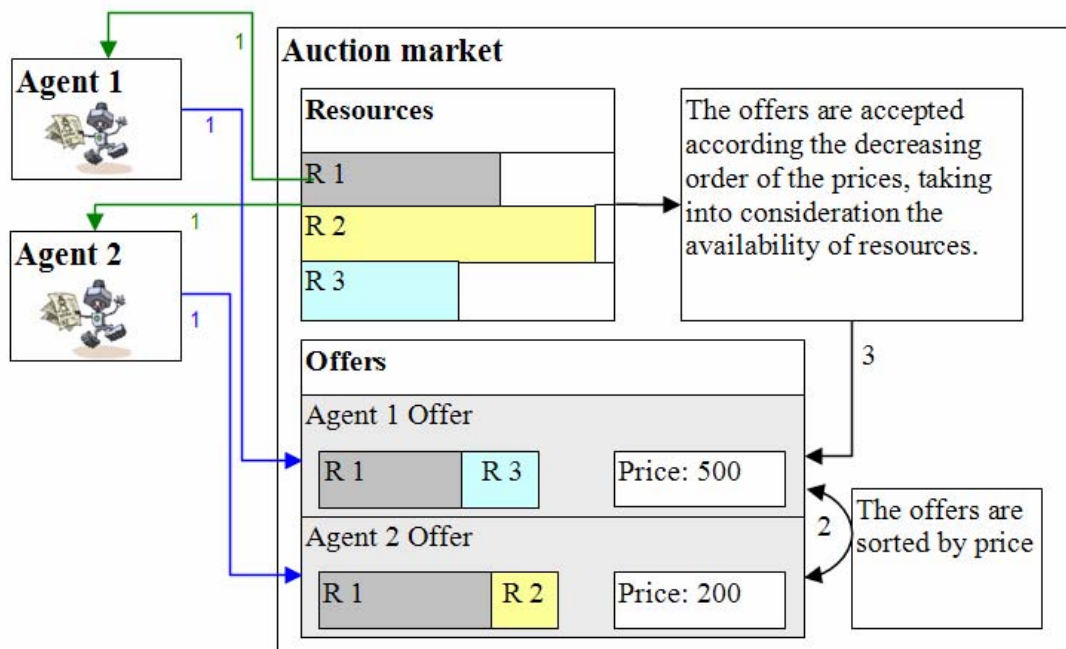 Auction market
Agent 1
1
1
Resources
R 1
R 2
R 3
The offers are accepted
according the decreasing
order of the prices, taking
into consideration the
availability of resources.
1
Agent 2
1
3
Offers
Agent 1 Offer
R 1
R 3
Price: 500
2
The offers are
sorted by price
Agent 2 Offer
R 1
R 2
Price: 200